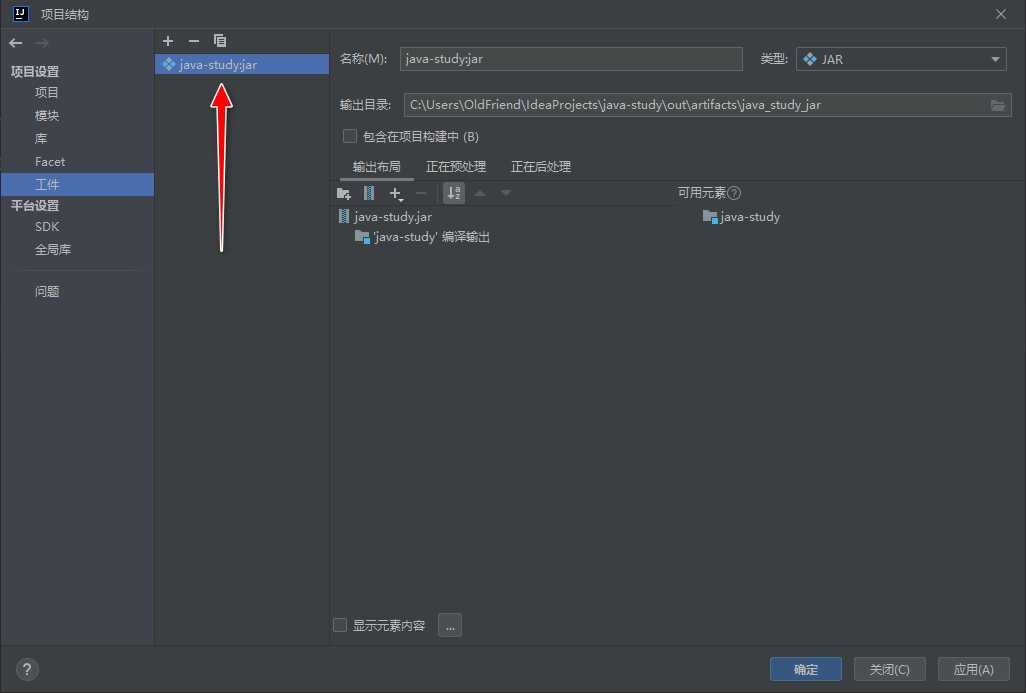 项目结构
项目设置
项目
模块
库
Facet
工件
平台设置
SDK
全局库
问题
java-study:jar
名称(M): java-study:jar 类型: JAR
输出目录: C:\Users\OldFriend\IdeaProjects\java-study\out\artifacts\java_study_jar
包含在项目构建中 (B)
输出布局 正在预处理 正在后处理
可用元素
java-study.jar
'java-study' 编译输出
java-study
显示元素内容 ...
? 确定 关闭(C) 应用(A)